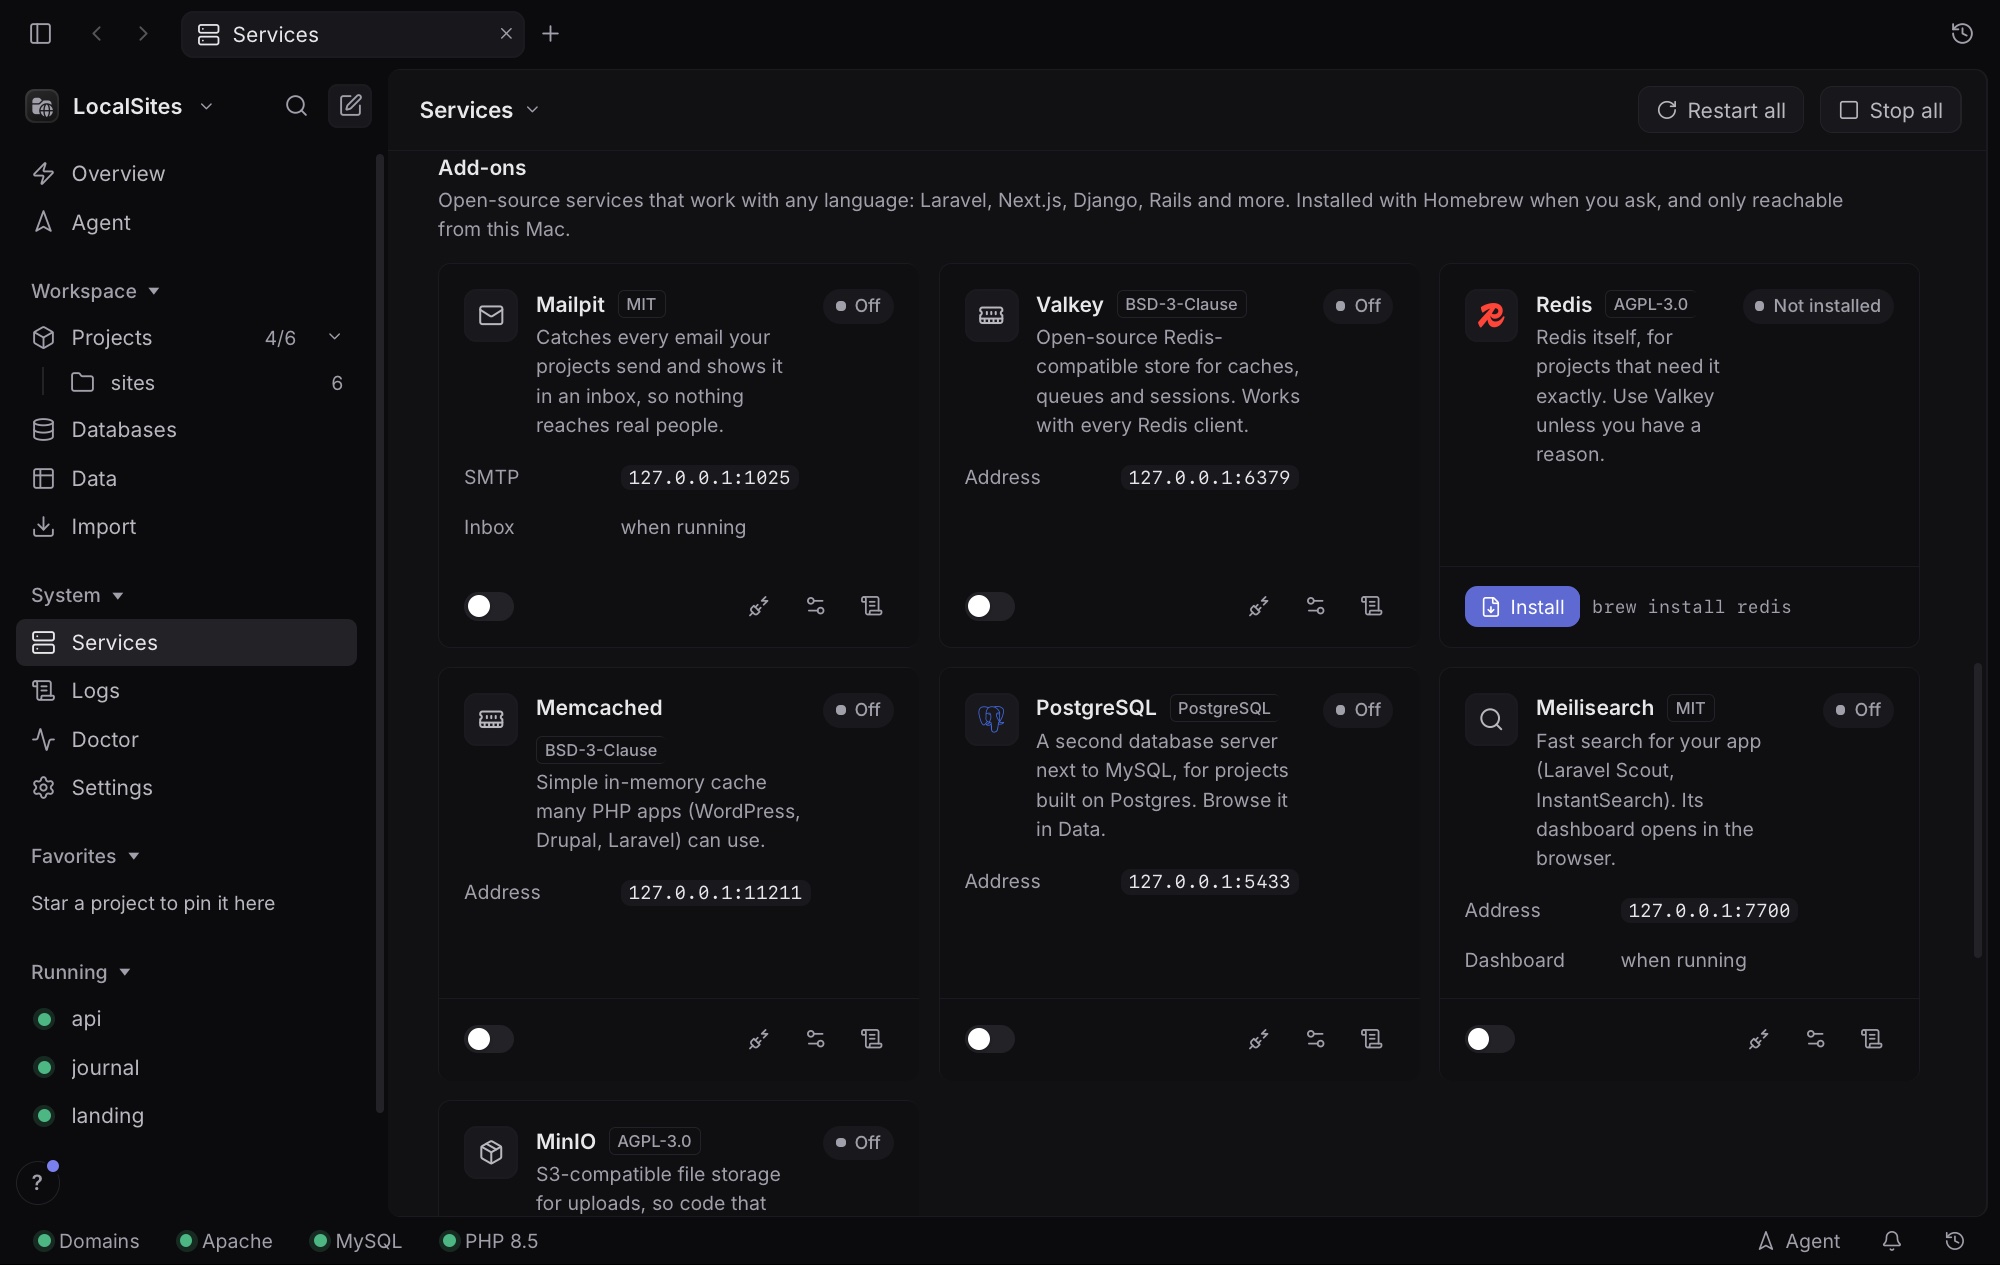 Services
LocalSites
Services
Restart all
Stop all
Overview
Agent
Workspace
Projects 4/6
sites 6
Databases
Data
Import
System
Services
Logs
Doctor
Settings
Favorites
Star a project to pin it here
Running
api
journal
landing
?
Add-ons
Open-source services that work with any language: Laravel, Next.js, Django, Rails and more. Installed with Homebrew when you ask, and only reachable
from this Mac.
Mailpit MIT Off
Catches every email your
projects send and shows it
in an inbox, so nothing
reaches real people.
SMTP 127.0.0.1:1025
Inbox when running
Valkey BSD-3-Clause Off
Open-source Redis-
compatible store for caches,
queues and sessions. Works
with every Redis client.
Address 127.0.0.1:6379
Redis AGPL-3.0 Not installed
Redis itself, for
projects that need it
exactly. Use Valkey
unless you have a
reason.
Install brew install redis
Memcached Off
BSD-3-Clause
Simple in-memory cache
many PHP apps (WordPress,
Drupal, Laravel) can use.
Address 127.0.0.1:11211
PostgreSQL PostgreSQL Off
A second database server
next to MySQL, for projects
built on Postgres. Browse it
in Data.
Address 127.0.0.1:5433
Meilisearch MIT Off
Fast search for your app
(Laravel Scout,
InstantSearch). Its
dashboard opens in the
browser.
Address 127.0.0.1:7700
Dashboard when running
MinIO AGPL-3.0 Off
S3-compatible file storage
for uploads, so code that
Domains Apache MySQL PHP 8.5 Agent